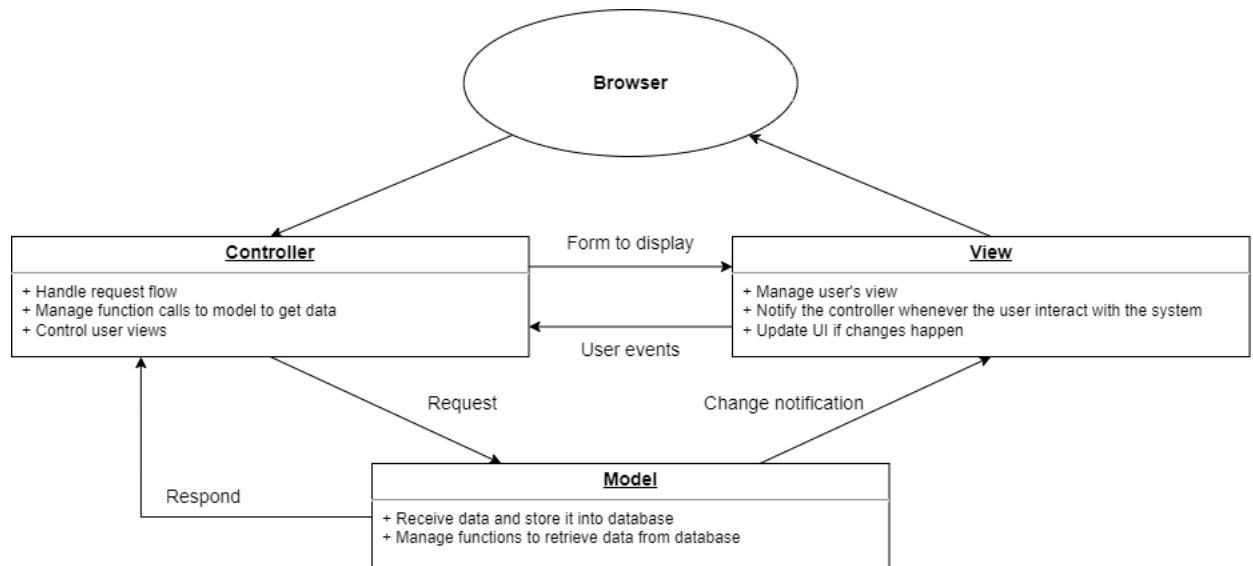 Browser
Controller
+ Handle request flow
+ Manage function calls to model to get data
+ Control user views
Form to display
User events
View
+ Manage user's view
+ Notify the controller whenever the user interact with the system
+ Update UI if changes happen
Request
Change notification
Respond
Model
+ Receive data and store it into database
+ Manage functions to retrieve data from database